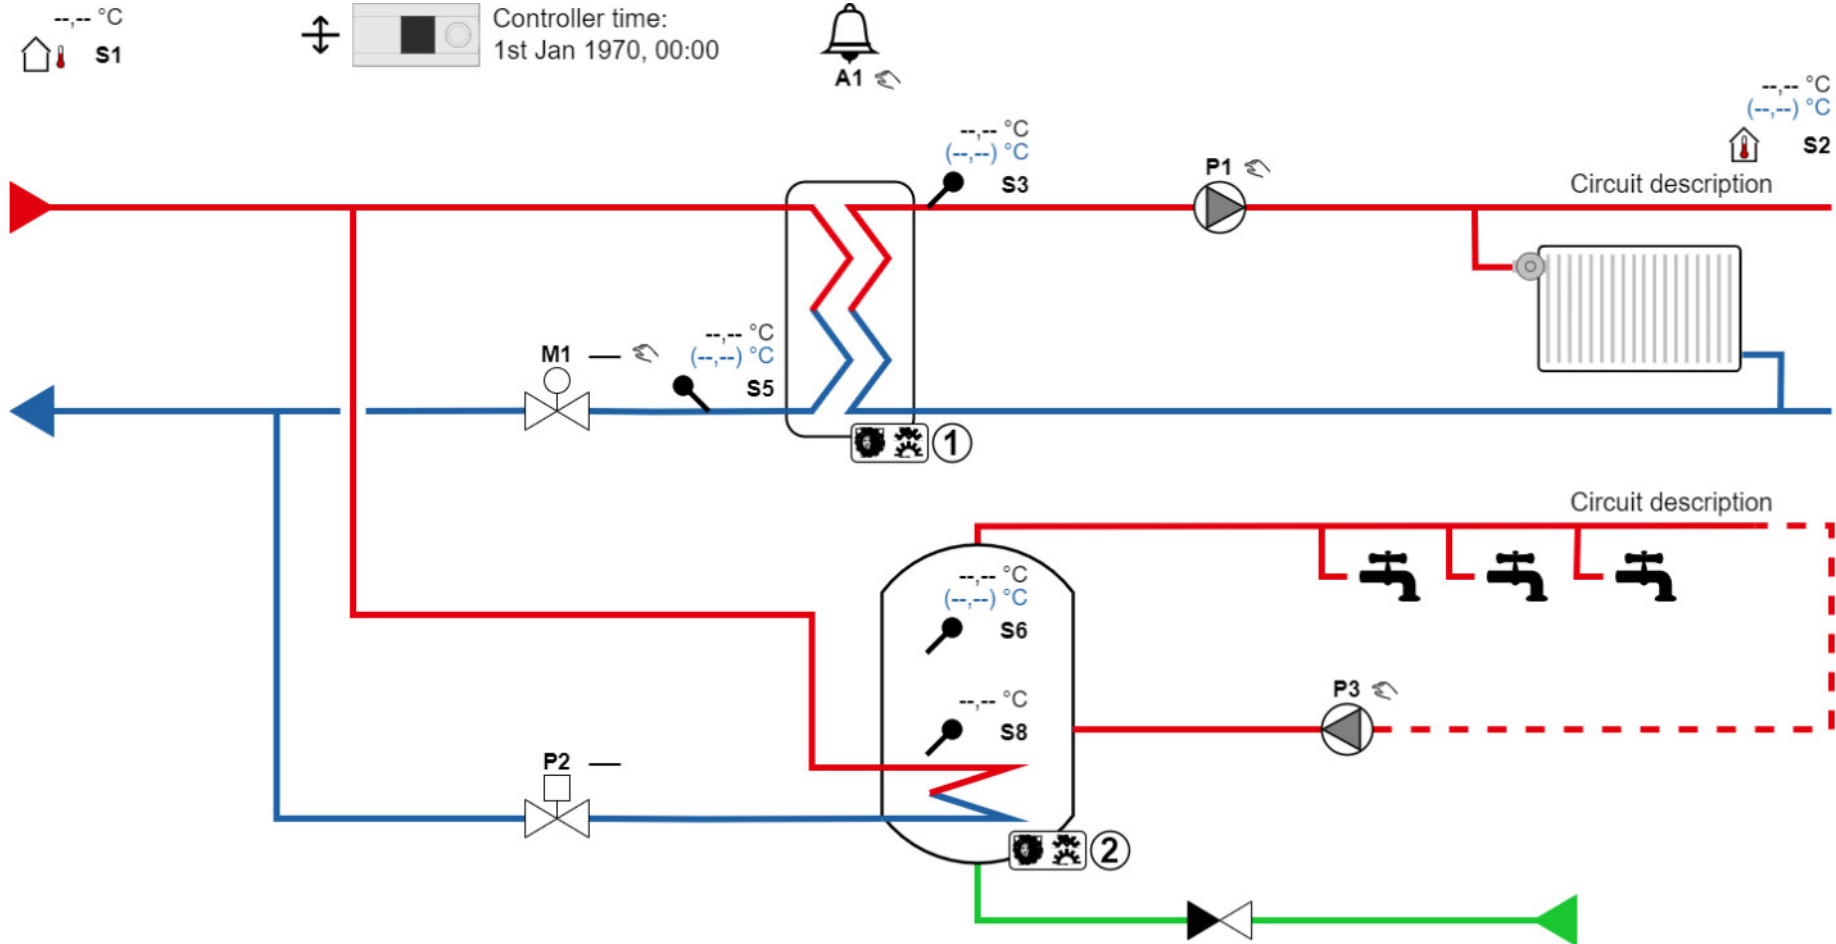 --,-- °C
S1
Controller time:
1st Jan 1970, 00:00
A1
--,-- °C
(--,--) °C
S2
--,-- °C
(--,--) °C
S3
P1
Circuit description
--,-- °C
(--,--) °C
S5
M1 —
1
Circuit description
--,-- °C
(--,--) °C
S6
--,-- °C
S8
P3
P2 —
2